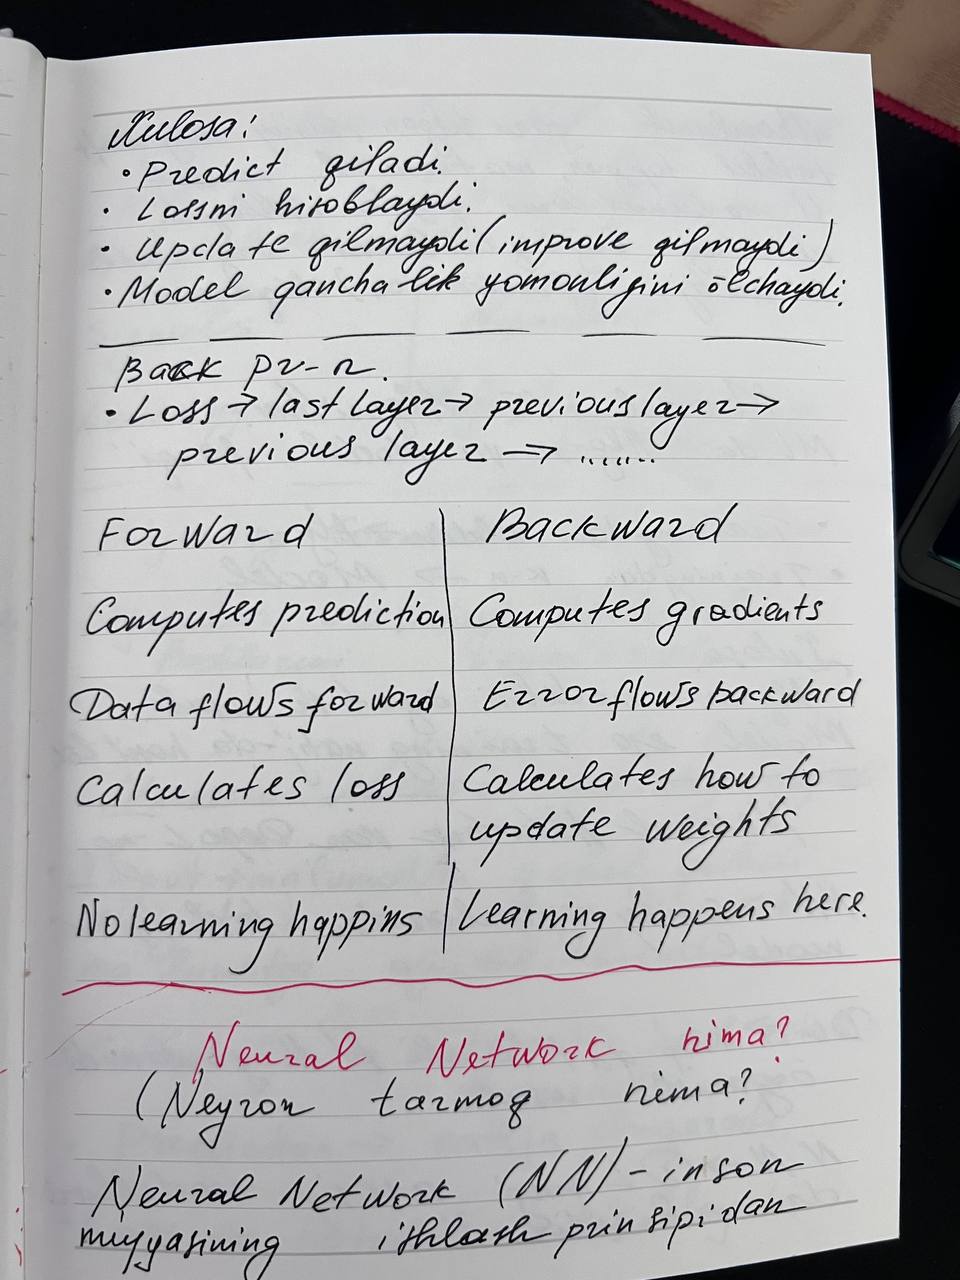 Xulosa:
• Predict qiladi.
• Lossni hisoblaydi.
• Update qilmaydi (improve qilmaydi)
• Model qanchalik yomonligini o̅lchaydi.
Back pr-n.
• Loss → last layer → previous layer →
previous layer → .......
Forward | Backward
Computes prediction | Computes gradients
Data flows forward | Error flows backward
Calculates loss | Calculates how to
update weights
No learning happins | Learning happens here.
Neural Network nima?
(Neyron tarmoq nima?
Neural Network (NN) - inson
muyyasining ishlash prinsipidan